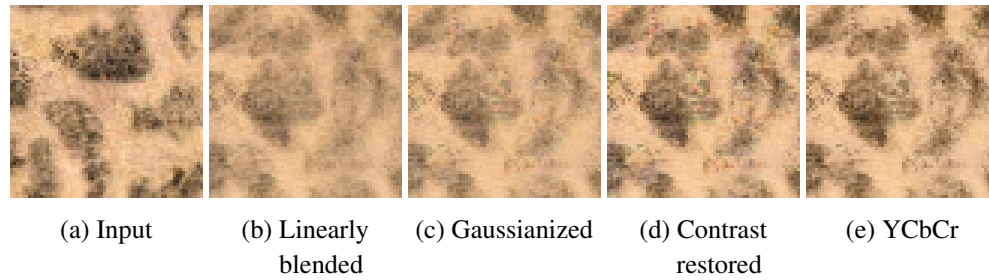 (a) Input
(b) Linearly
blended
(c) Gaussianized
(d) Contrast
restored
(e) YCbCr